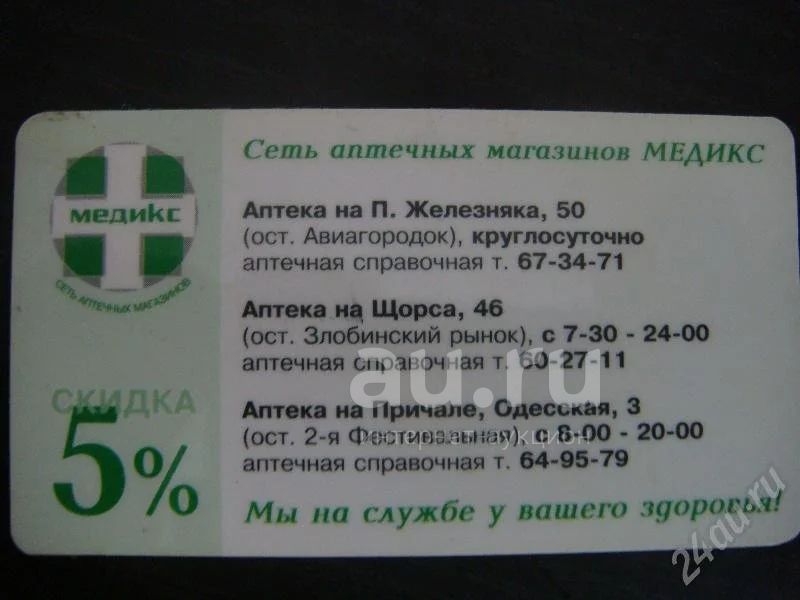 Сеть аптечных магазинов МЕДИКС
медикс
СЕТЬ АПТЕЧНЫХ МАГАЗИНОВ
Аптека на П. Железняка, 50
(ост. Авиагородок), круглосуточно
аптечная справочная т. 67-34-71
Аптека на Щорса, 46
(ост. Злобинский рынок), с 7-30 - 24-00
аптечная справочная т. 60-27-11
au.ru
интернет-аукцион
СКИДКА
5%
Аптека на Причале, Одесская, 3
(ост. 2-я Фестивальная), с 8-00 - 20-00
аптечная справочная т. 64-95-79
Мы на службе у вашего здоровья!
24au.ru